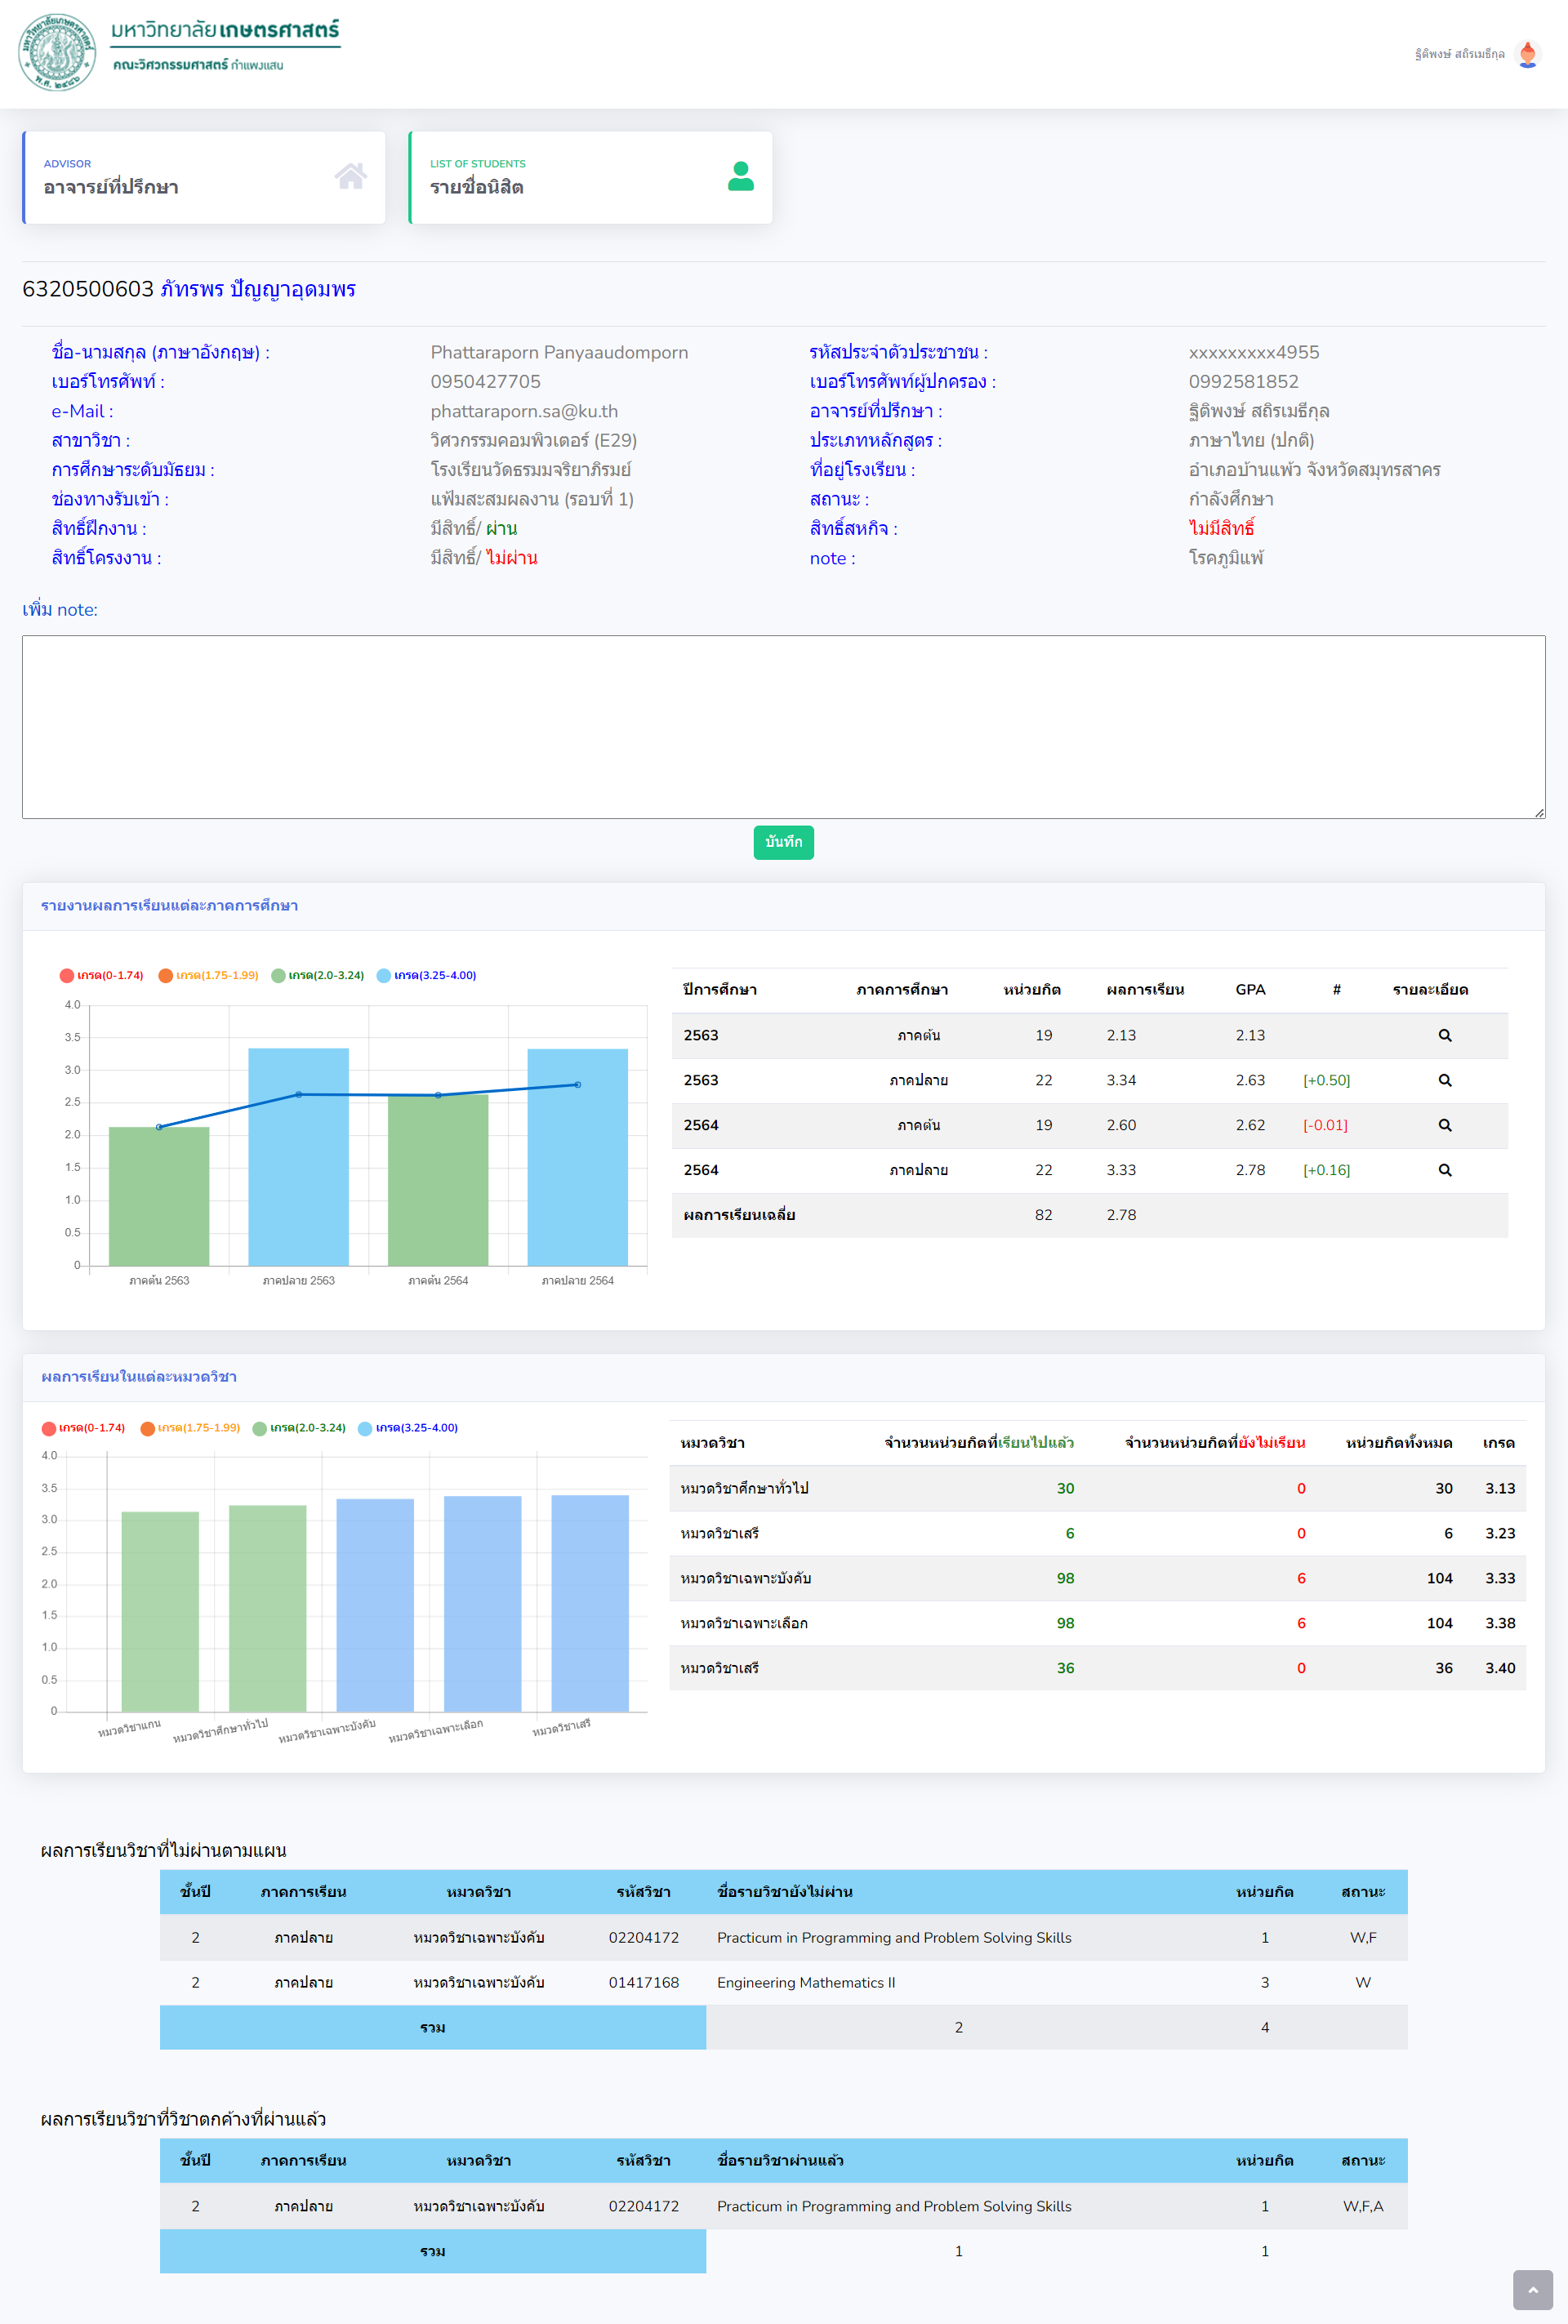 มหาวิทยาลัยเกษตรศาสตร์
คณะวิศวกรรมศาสตร์ กำแพงแสน
มหาวิทยาลัยเกษตรศาสตร์
พ.ศ. ๒๔๘๖
ฐิติพงษ์ สถิรเมธีกุล
ADVISOR
อาจารย์ที่ปรึกษา
LIST OF STUDENTS
รายชื่อนิสิต
6320500603 ภัทรพร ปัญญาอุดมพร
ชื่อ-นามสกุล (ภาษาอังกฤษ) : Phattaraporn Panyaaudomporn รหัสประจำตัวประชาชน : xxxxxxxxx4955
เบอร์โทรศัพท์ : 0950427705 เบอร์โทรศัพท์ผู้ปกครอง : 0992581852
e-Mail : phattaraporn.sa@ku.th อาจารย์ที่ปรึกษา : ฐิติพงษ์ สถิรเมธีกุล
สาขาวิชา : วิศวกรรมคอมพิวเตอร์ (E29) ประเภทหลักสูตร : ภาษาไทย (ปกติ)
การศึกษาระดับมัธยม : โรงเรียนวัดธรรมจริยาภิรมย์ ที่อยู่โรงเรียน : อำเภอบ้านแพ้ว จังหวัดสมุทรสาคร
ช่องทางรับเข้า : แฟ้มสะสมผลงาน (รอบที่ 1) สถานะ : กำลังศึกษา
สิทธิ์ฝึกงาน : มีสิทธิ์/ ผ่าน สิทธิ์สหกิจ : ไม่มีสิทธิ์
สิทธิ์โครงงาน : มีสิทธิ์/ ไม่ผ่าน note : โรคภูมิแพ้
เพิ่ม note:
บันทึก
รายงานผลการเรียนแต่ละภาคการศึกษา
เกรด(0-1.74) เกรด(1.75-1.99) เกรด(2.0-3.24) เกรด(3.25-4.00)
4.0
3.5
3.0
2.5
2.0
1.5
1.0
0.5
0
ภาคต้น 2563 ภาคปลาย 2563 ภาคต้น 2564 ภาคปลาย 2564
ปีการศึกษา ภาคการศึกษา หน่วยกิต ผลการเรียน GPA # รายละเอียด
2563 ภาคต้น 19 2.13 2.13
2563 ภาคปลาย 22 3.34 2.63 [+0.50]
2564 ภาคต้น 19 2.60 2.62 [-0.01]
2564 ภาคปลาย 22 3.33 2.78 [+0.16]
ผลการเรียนเฉลี่ย 82 2.78
ผลการเรียนในแต่ละหมวดวิชา
เกรด(0-1.74) เกรด(1.75-1.99) เกรด(2.0-3.24) เกรด(3.25-4.00)
4.0
3.5
3.0
2.5
2.0
1.5
1.0
0.5
0
หมวดวิชาแกน หมวดวิชาศึกษาทั่วไป หมวดวิชาเฉพาะบังคับ หมวดวิชาเฉพาะเลือก หมวดวิชาเสรี
หมวดวิชา จำนวนหน่วยกิตที่เรียนไปแล้ว จำนวนหน่วยกิตที่ยังไม่เรียน หน่วยกิตทั้งหมด เกรด
หมวดวิชาศึกษาทั่วไป 30 0 30 3.13
หมวดวิชาเสรี 6 0 6 3.23
หมวดวิชาเฉพาะบังคับ 98 6 104 3.33
หมวดวิชาเฉพาะเลือก 98 6 104 3.38
หมวดวิชาเสรี 36 0 36 3.40
ผลการเรียนวิชาที่ไม่ผ่านตามแผน
ชั้นปี ภาคการเรียน หมวดวิชา รหัสวิชา ชื่อรายวิชายังไม่ผ่าน หน่วยกิต สถานะ
2 ภาคปลาย หมวดวิชาเฉพาะบังคับ 02204172 Practicum in Programming and Problem Solving Skills 1 W,F
2 ภาคปลาย หมวดวิชาเฉพาะบังคับ 01417168 Engineering Mathematics II 3 W
รวม 2 4
ผลการเรียนวิชาที่วิชาตกค้างที่ผ่านแล้ว
ชั้นปี ภาคการเรียน หมวดวิชา รหัสวิชา ชื่อรายวิชาผ่านแล้ว หน่วยกิต สถานะ
2 ภาคปลาย หมวดวิชาเฉพาะบังคับ 02204172 Practicum in Programming and Problem Solving Skills 1 W,F,A
รวม 1 1